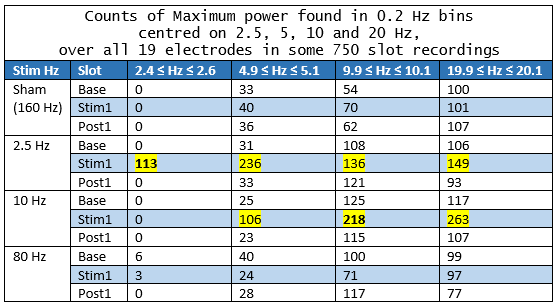 Counts of Maximum power found in 0.2 Hz bins
centred on 2.5, 5, 10 and 20 Hz,
over all 19 electrodes in some 750 slot recordings
Stim Hz Slot 2.4 ≤ Hz ≤ 2.6 4.9 ≤ Hz ≤ 5.1 9.9 ≤ Hz ≤ 10.1 19.9 ≤ Hz ≤ 20.1
Sham Base 0 33 54 100
(160 Hz) Stim1 0 40 70 101
Post1 0 36 62 107
2.5 Hz Base 0 31 108 106
Stim1 113 236 136 149
Post1 0 33 121 93
10 Hz Base 0 25 125 117
Stim1 0 106 218 263
Post1 0 23 115 107
80 Hz Base 6 40 100 99
Stim1 3 24 71 97
Post1 0 28 117 77